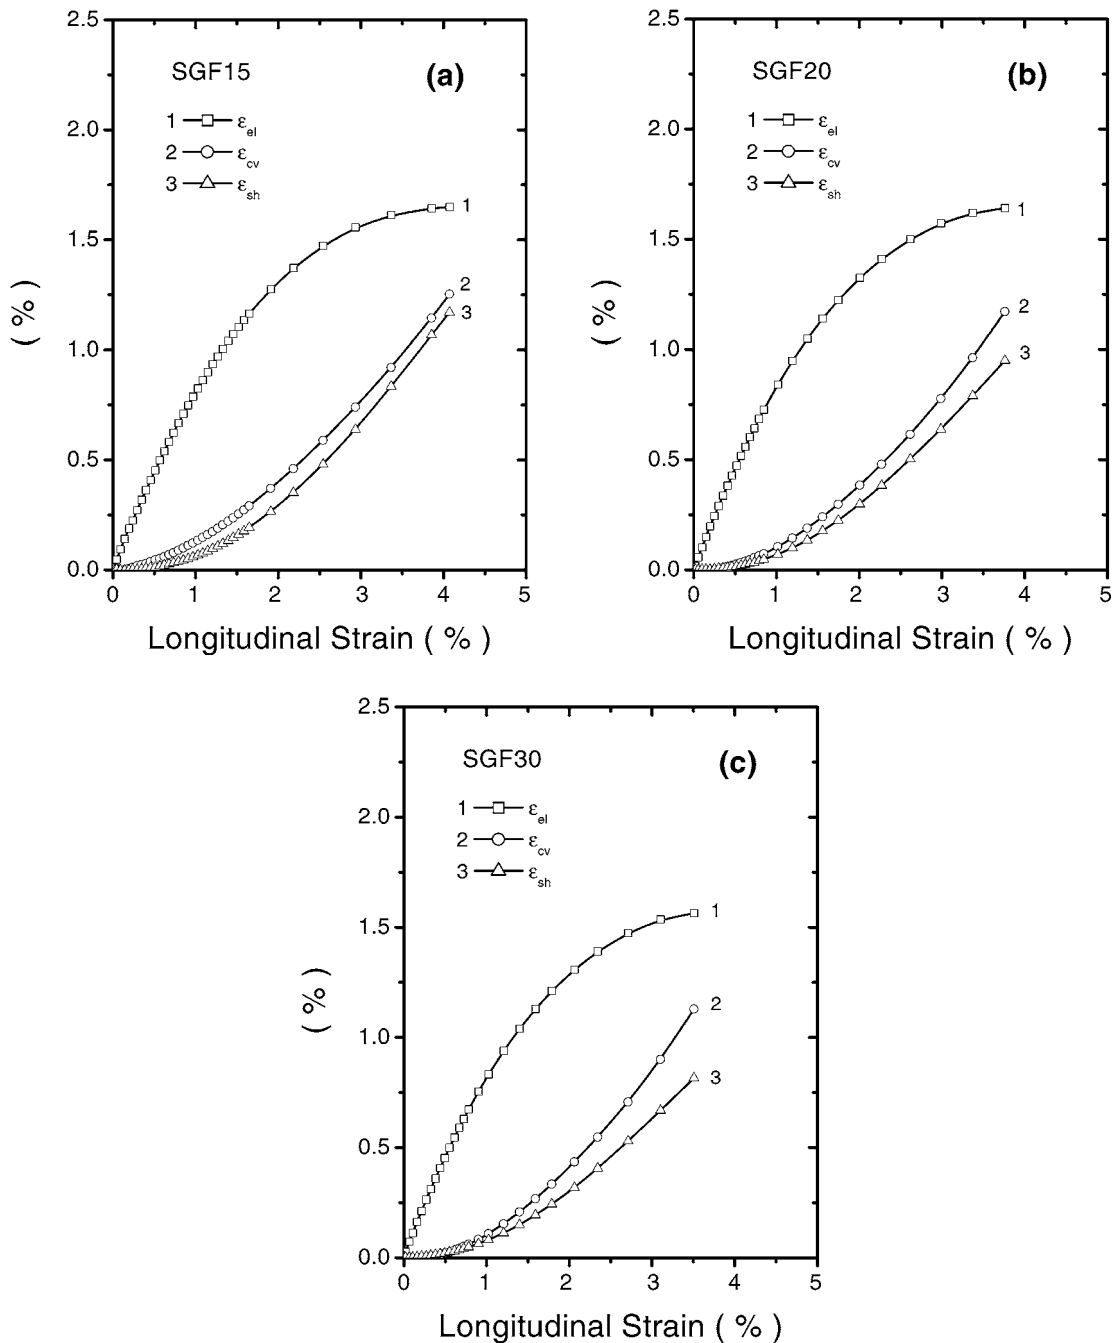 2.5
2.0
1.5
1.0
0.5
0.0
( % )
SGF15
(a)
1 ε_el
2 ε_cv
3 ε_sh
1
2
3
0 1 2 3 4 5
Longitudinal Strain ( % )
2.5
2.0
1.5
1.0
0.5
0.0
( % )
SGF20
(b)
1 ε_el
2 ε_cv
3 ε_sh
1
2
3
0 1 2 3 4 5
Longitudinal Strain ( % )
2.5
2.0
1.5
1.0
0.5
0.0
( % )
SGF30
(c)
1 ε_el
2 ε_cv
3 ε_sh
1
2
3
0 1 2 3 4 5
Longitudinal Strain ( % )